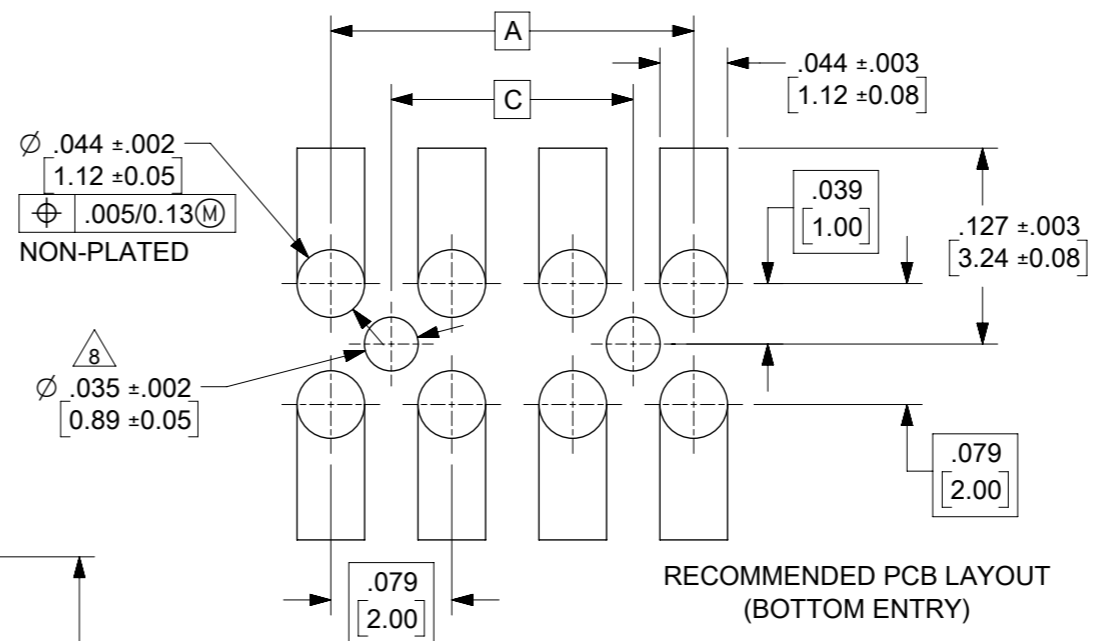 A
C
.044 ±.003
[1.12 ±0.08]
Ø .044 ±.002
[1.12 ±0.05]
⌖ .005/0.13Ⓜ
NON-PLATED
.039
[1.00]
.127 ±.003
[3.24 ±0.08]
8
Ø .035 ±.002
[0.89 ±0.05]
.079
[2.00]
.079
[2.00]
RECOMMENDED PCB LAYOUT
(BOTTOM ENTRY)